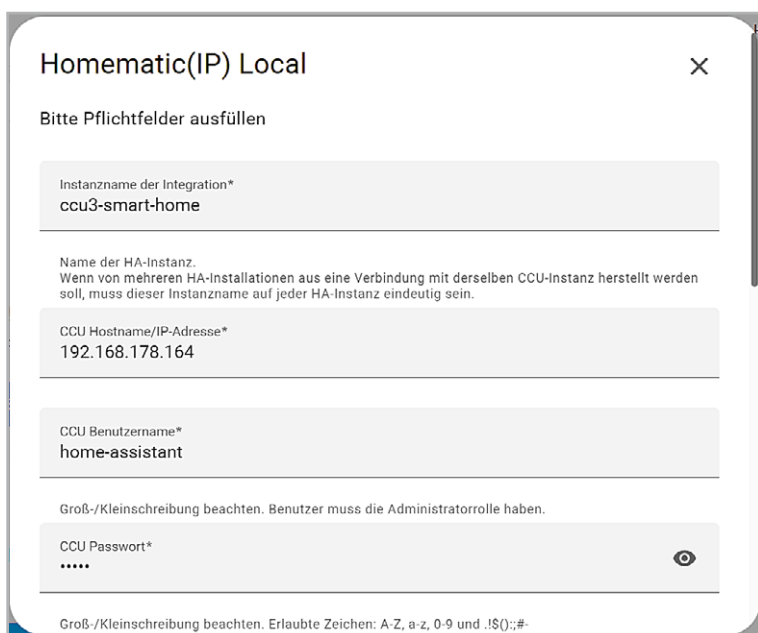 Homematic(IP) Local
Bitte Pflichtfelder ausfüllen
Instanzname der Integration*
ccu3-smart-home
Name der HA-Instanz.
Wenn von mehreren HA-Installationen aus eine Verbindung mit derselben CCU-Instanz herstellt werden
soll, muss dieser Instanzname auf jeder HA-Instanz eindeutig sein.
CCU Hostname/IP-Adresse*
192.168.178.164
CCU Benutzername*
home-assistant
Groß-/Kleinschreibung beachten. Benutzer muss die Administratorrolle haben.
CCU Passwort*
•••••
Groß-/Kleinschreibung beachten. Erlaubte Zeichen: A-Z, a-z, 0-9 und .!$():;#-